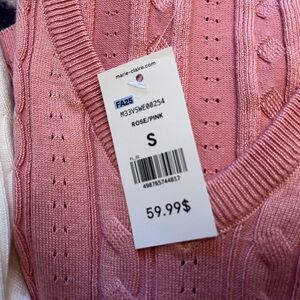 marie-claire.com
FA25
M33VSWE00254
ROSE/PINK
S
498765744817
59.99$